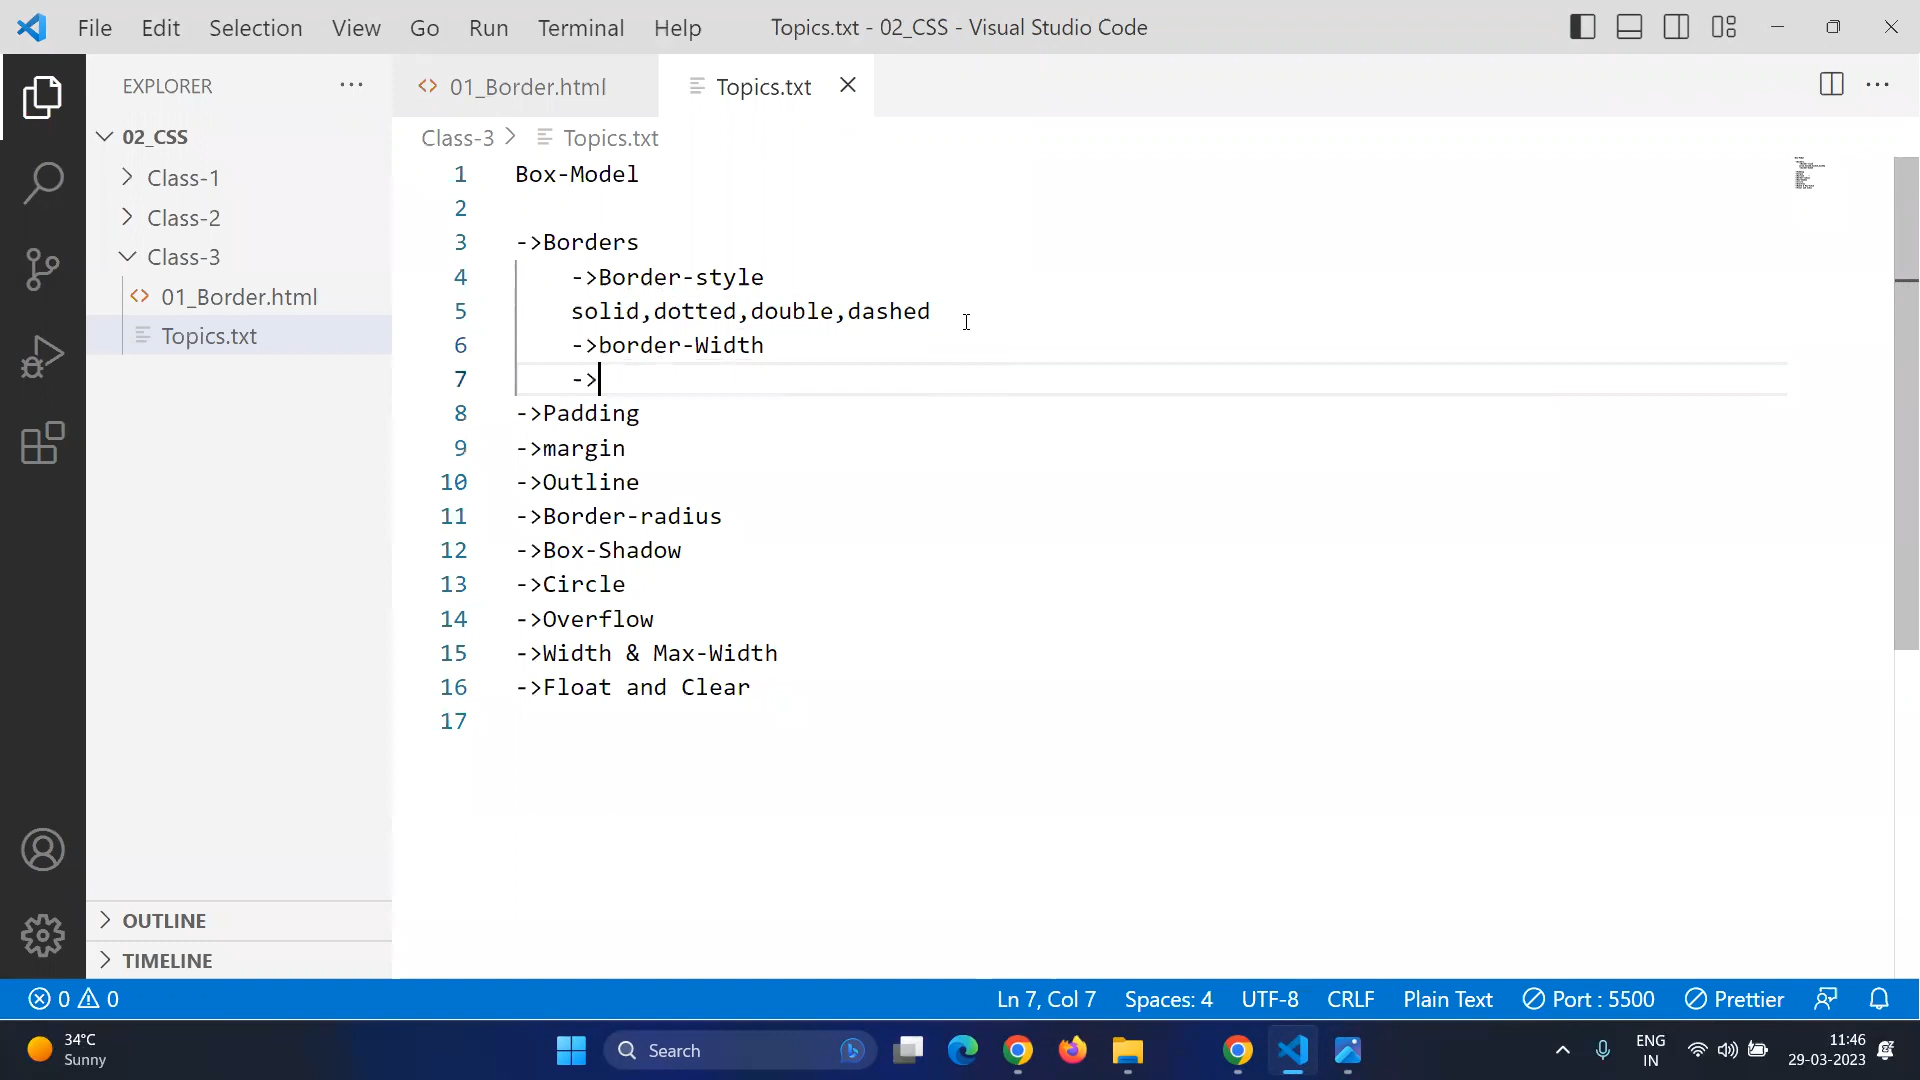 File Edit Selection View Go Run Terminal Help Topics.txt - 02_CSS - Visual Studio Code
EXPLORER ···
01_Border.html
Topics.txt
02_CSS
Class-1
Class-2
Class-3
01_Border.html
Topics.txt
OUTLINE
TIMELINE
Class-3 > Topics.txt
1 Box-Model
2
3 ->Borders
4 ->Border-style
5 solid,dotted,double,dashed
6 ->border-Width
7 ->
8 ->Padding
9 ->margin
10 ->Outline
11 ->Border-radius
12 ->Box-Shadow
13 ->Circle
14 ->Overflow
15 ->Width & Max-Width
16 ->Float and Clear
17
0 0 Ln 7, Col 7 Spaces: 4 UTF-8 CRLF Plain Text Port : 5500 Prettier
34°C
Sunny
Search
ENG
IN
11:46
29-03-2023